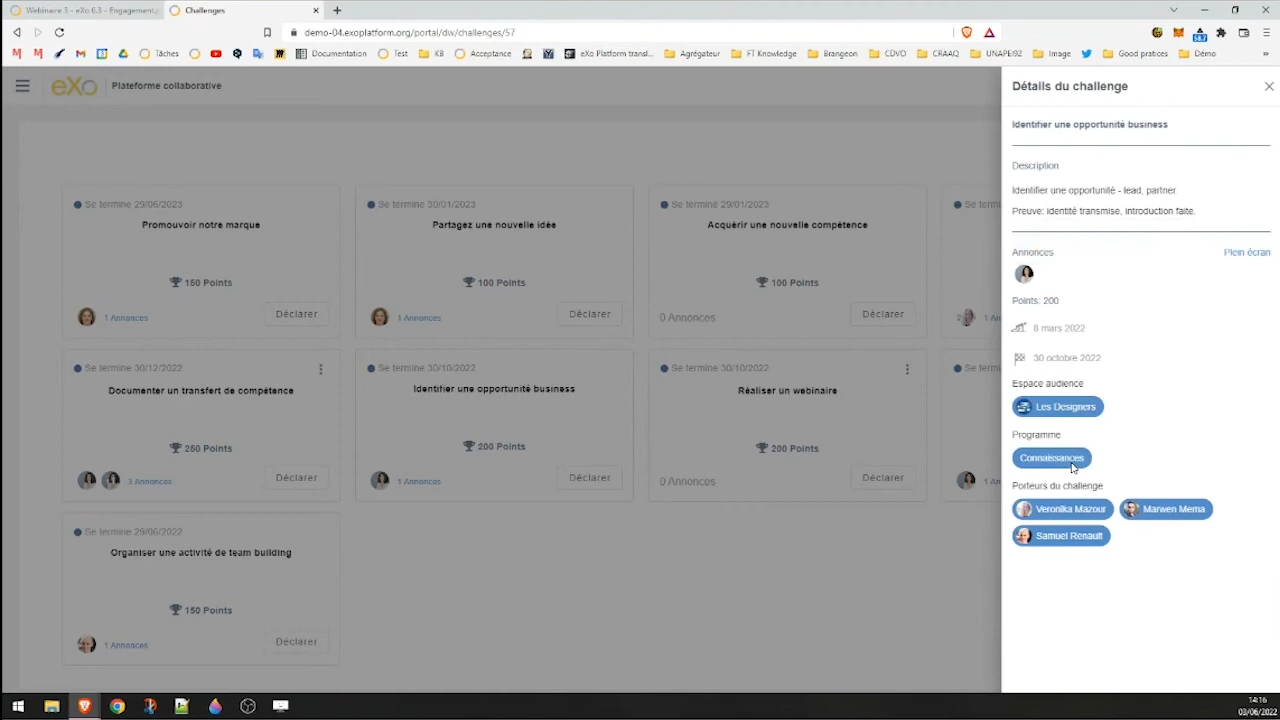 Webinaire 3 - eXo 6.3 - Engagement,
Challenges
demo-04.exoplatform.org/portal/dw/challenges/57
Tâches
Test
KB
Acceptance
eXo Platform transl...
Documentation
Agrégateur
FT Knowledge
Brangeon
CDVO
CRAAQ
UNAPEI92
Image
Good pratices
Démo
eXo Plateforme collaborative
Se termine 29/06/2023
Promouvoir notre marque
150 Points
1 Annonces
Déclarer
Se termine 30/01/2023
Partagez une nouvelle idée
100 Points
1 Annonces
Déclarer
Se termine 29/01/2023
Acquérir une nouvelle compétence
100 Points
0 Annonces
Déclarer
Se termin
2
1 An
Se termine 30/12/2022
Documenter un transfert de compétence
250 Points
3 Annonces
Déclarer
Se termine 30/10/2022
Identifier une opportunité business
200 Points
1 Annonces
Déclarer
Se termine 30/10/2022
Réaliser un webinaire
200 Points
0 Annonces
Déclarer
Se termin
1 An
Se termine 29/06/2022
Organiser une activité de team building
150 Points
1 Annonces
Déclarer
Détails du challenge
Identifier une opportunité business
Description
Identifier une opportunité - lead, partner.
Preuve: identité transmise, introduction faite.
Annonces
Plein écran
Points: 200
8 mars 2022
30 octobre 2022
Espace audience
Les Designers
Programme
Connaissances
Porteurs du challenge
Veronika Mazour
Marwen Mema
Samuel Renault
14:16
03/06/2022